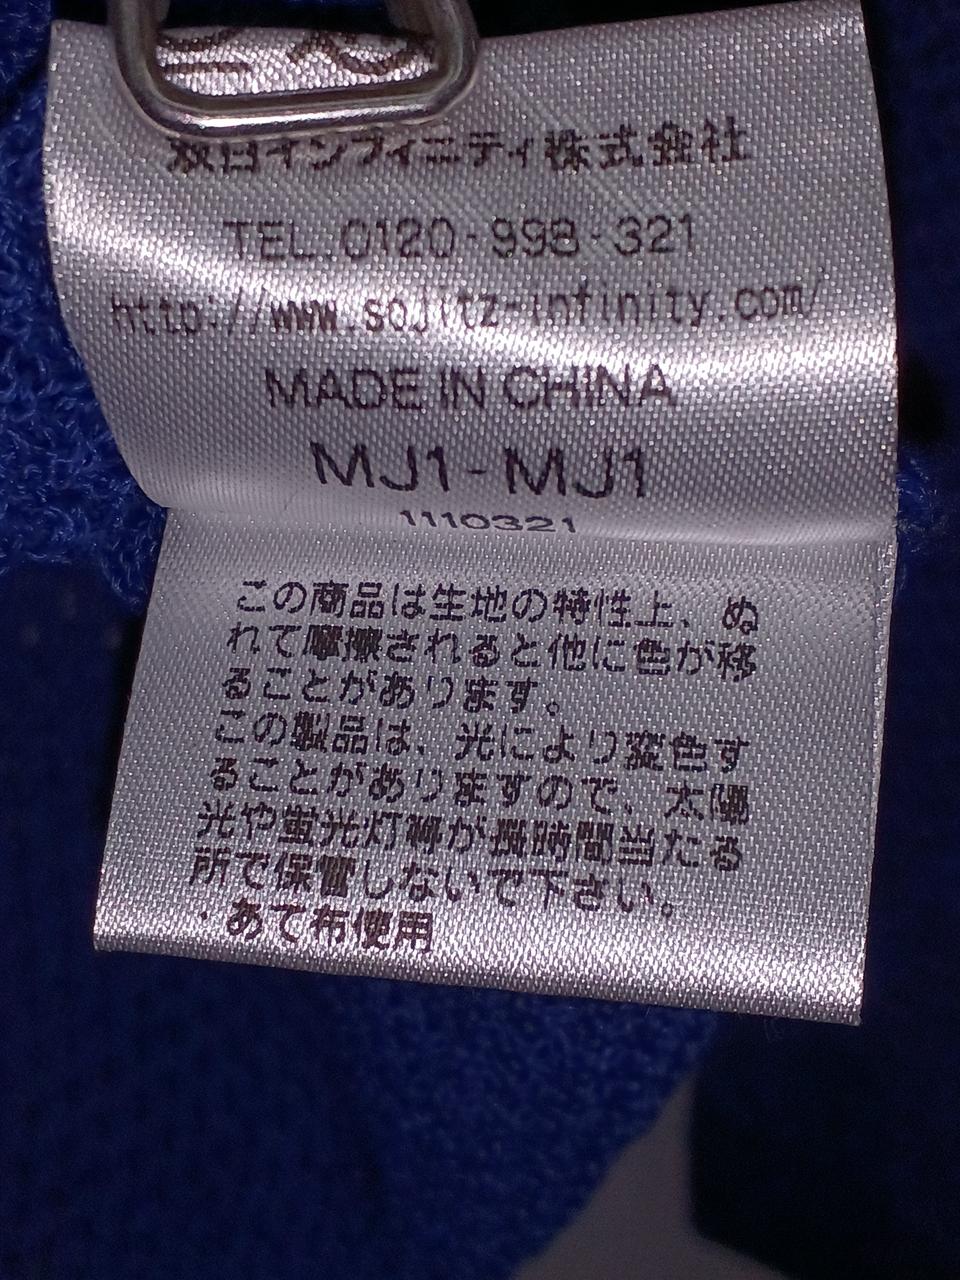 双日インフィニティ株式会社
TEL.0120-998-321
http://www.sojitz-infinity.com/
MADE IN CHINA
MJ1-MJ1
1110321
この商品は生地の特性上、ぬ
れて摩擦されると他に色が移
ることがあります。
この製品は、光により変色す
ることがありますので、太陽
光や蛍光灯等が長時間当たる
所で保管しないで下さい。
・あて布使用